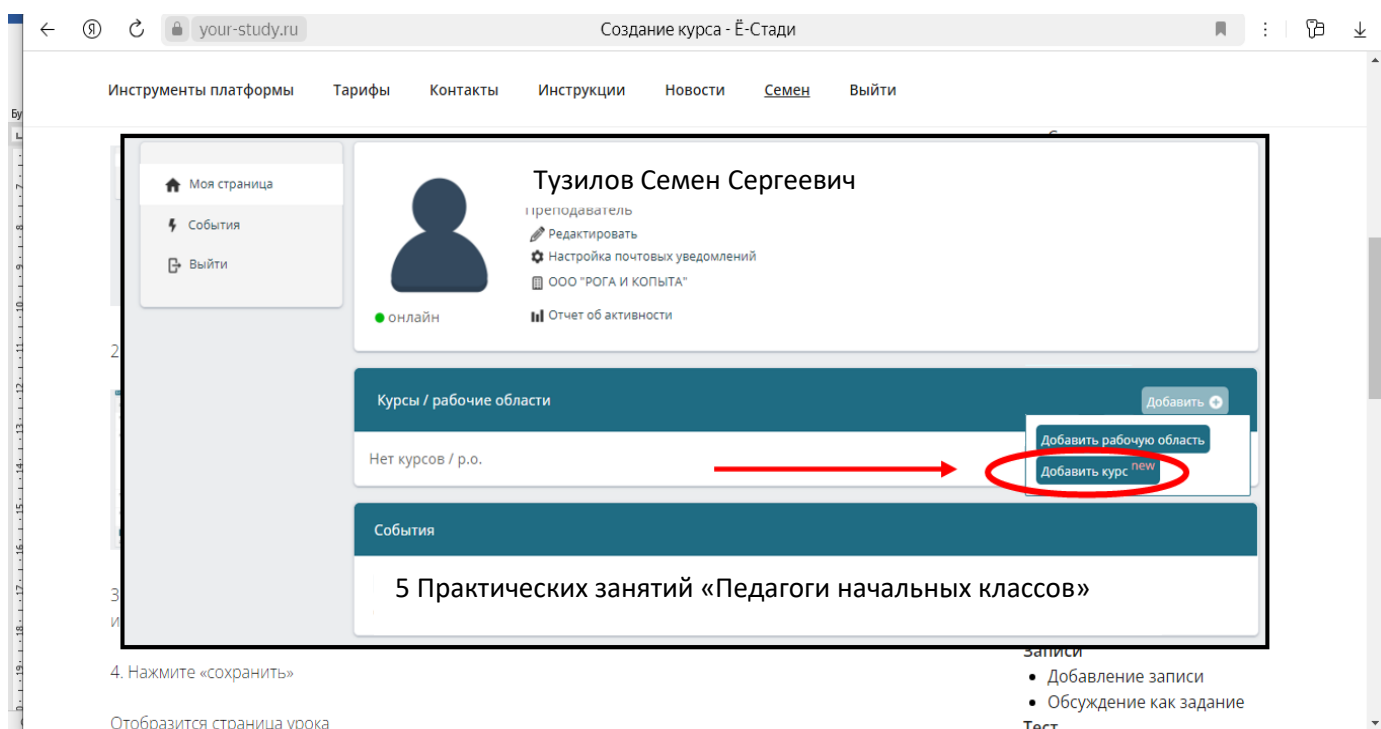 your-study.ru
Создание курса - Ё-Стади
Инструменты платформы Тарифы Контакты Инструкции Новости Семен Выйти
Моя страница
События
Выйти
Тузилов Семен Сергеевич
Преподаватель
Редактировать
Настройка почтовых уведомлений
ООО "РОГА И КОПЫТА"
онлайн
Отчет об активности
2
Курсы / рабочие области
Добавить
Добавить рабочую область
Нет курсов / р.о.
Добавить курс new
События
5 Практических занятий «Педагоги начальных классов»
3
и
Записи
4. Нажмите «сохранить»
Добавление записи
Обсуждение как задание
Отобразится страница урока
Тест